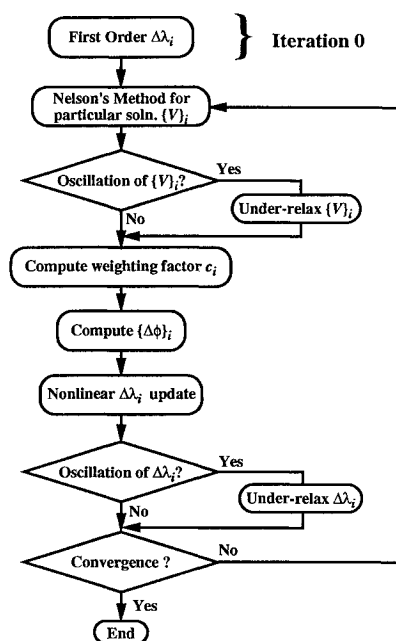 First Order Δλi
} Iteration 0
Nelson's Method for
particular soln, {V}i
Oscillation of {V}i?
Yes
Under-relax {V}i
No
Compute weighting factor ci
Compute {Δϕ}i
Nonlinear Δλi update
Oscillation of Δλi?
Yes
Under-relax Δλi
No
Convergence ?
No
Yes
End